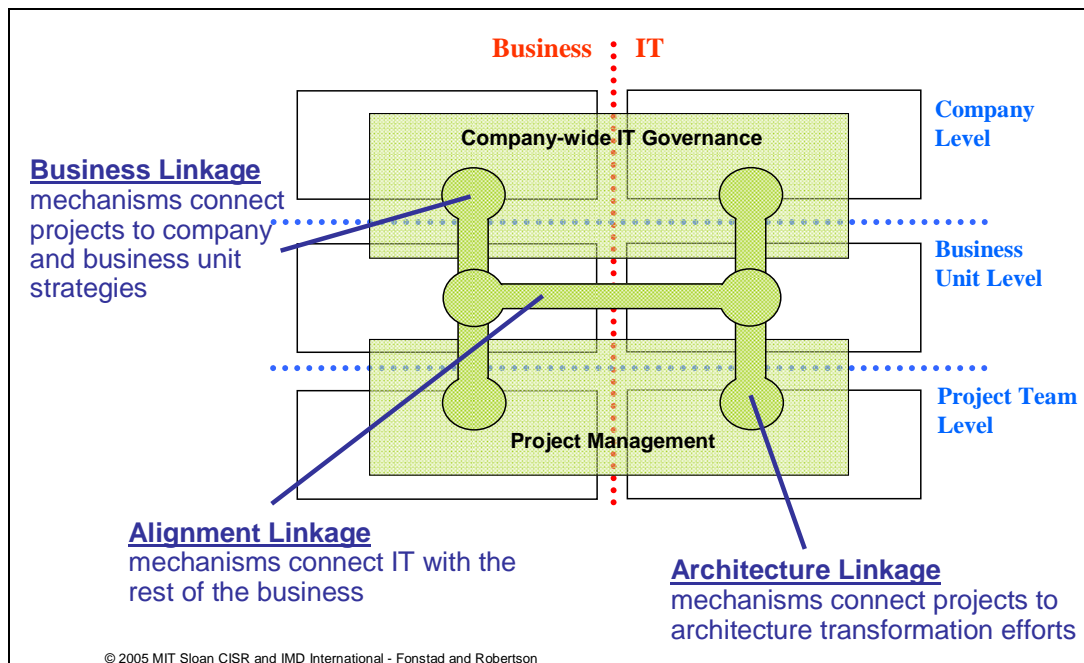 Business IT
Company
Level
Company-wide IT Governance
Business Linkage
mechanisms connect
projects to company
and business unit
strategies
Business
Unit Level
Project Team
Level
Project Management
Alignment Linkage
mechanisms connect IT with the
rest of the business
Architecture Linkage
mechanisms connect projects to
architecture transformation efforts
© 2005 MIT Sloan CISR and IMD International - Fonstad and Robertson